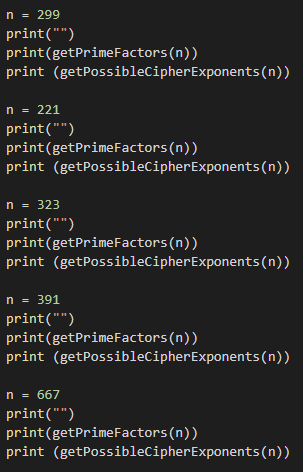 n = 299
print("")
print(getPrimeFactors(n))
print (getPossibleCipherExponents(n))
n = 221
print("")
print(getPrimeFactors(n))
print (getPossibleCipherExponents(n))
n = 323
print("")
print(getPrimeFactors(n))
print (getPossibleCipherExponents(n))
n = 391
print("")
print(getPrimeFactors(n))
print (getPossibleCipherExponents(n))
n = 667
print("")
print(getPrimeFactors(n))
print (getPossibleCipherExponents(n))